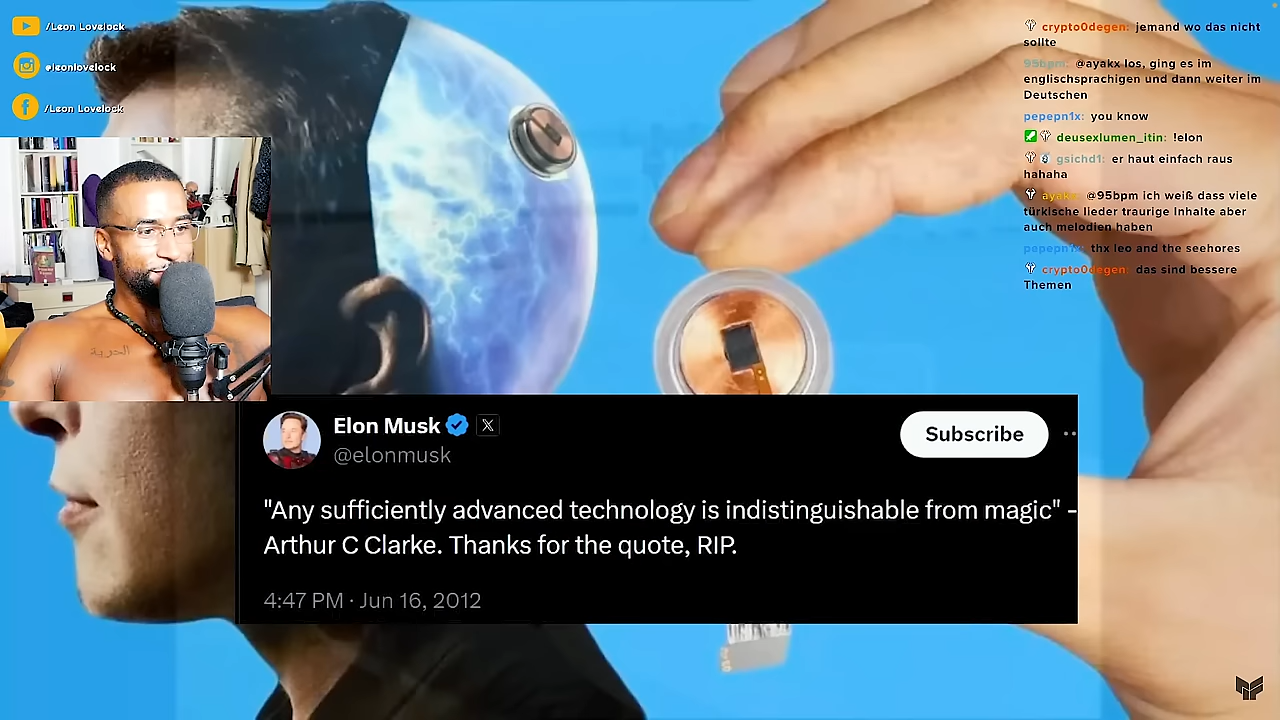 /Leon Lovelock
@leonlovelock
/Leon Lovelock
crypto0degen: jemand wo das nicht
sollte
95bpm: @ayakx los, ging es im
englischsprachigen und dann weiter im
Deutschen
pepepn1x: you know
deusexlumen_itin: !elon
gsichd1: er haut einfach raus
hahaha
ayakx: @95bpm ich weiß dass viele
türkische lieder traurige Inhalte aber
auch melodien haben
pepepn1x: thx leo and the seehores
crypto0degen: das sind bessere
Themen
الحرية
Elon Musk
@elonmusk
Subscribe
"Any sufficiently advanced technology is indistinguishable from magic" -
Arthur C Clarke. Thanks for the quote, RIP.
4:47 PM · Jun 16, 2012